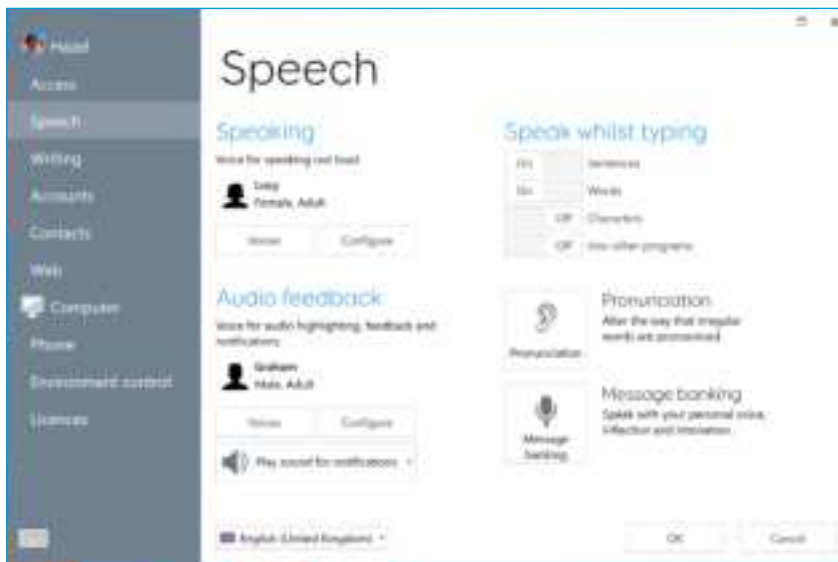 Access
Speech
Writing
Accounts
Contacts
Web
Computer
Phone
Environment control
Licences
Speech
Speaking
Voice for speaking out loud
Lucy
Female, Adult
Voices
Configure
Audio feedback
Voice for audio highlighting, feedback and
notifications
Graham
Male, Adult
Voices
Configure
Play sound for notifications
English (United Kingdom)
Speak whilst typing
On
Sentences
On
Words
Off
Characters
Off
Into other programs
Pronunciation
Pronunciation
Alter the way that irregular
words are pronounced.
Message
banking
Message banking
Speak with your personal voice,
inflection and intonation.
OK
Cancel